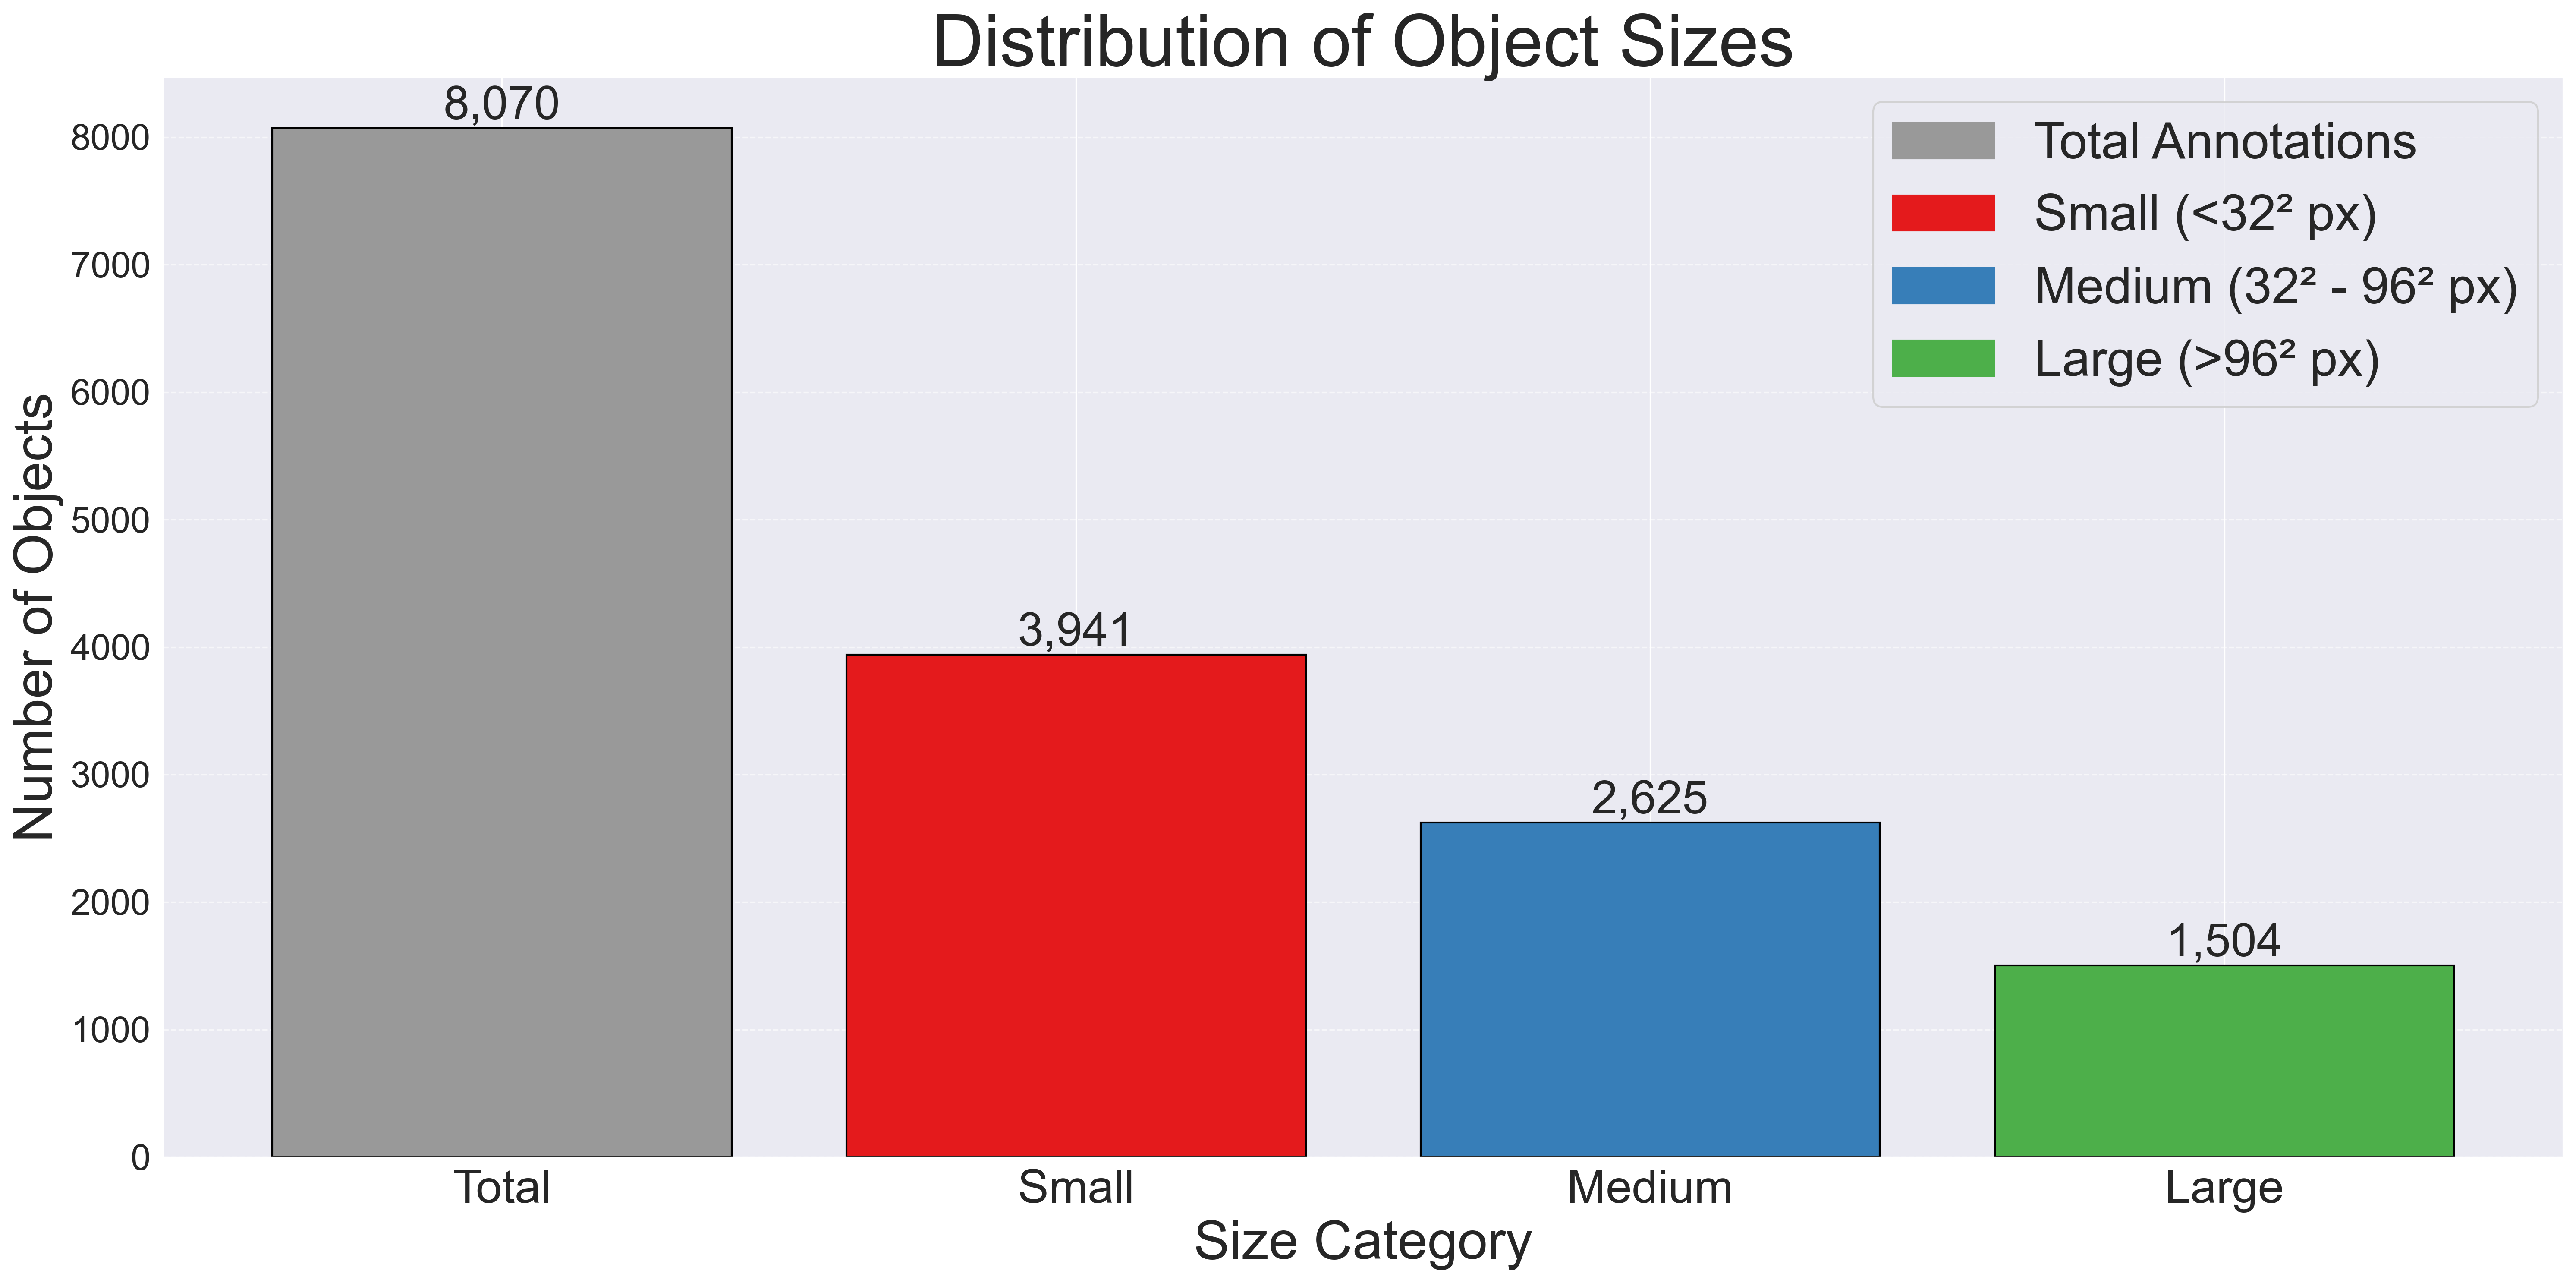 Distribution of Object Sizes
8,070
3,941
2,625
1,504
Total Annotations
Small (<32² px)
Medium (32² - 96² px)
Large (>96² px)
8000
7000
6000
5000
4000
3000
2000
1000
0
Number of Objects
Total
Small
Medium
Large
Size Category